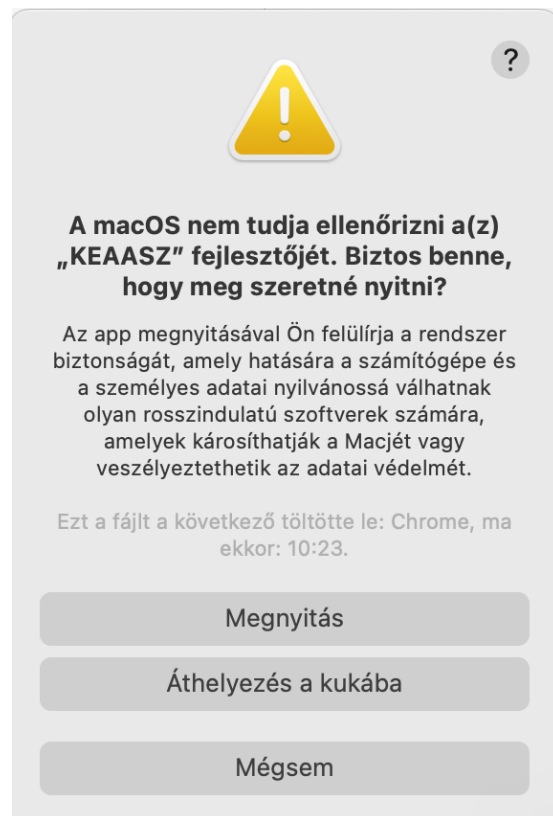 ?
A macOS nem tudja ellenőrizni a(z)
„KEAASZ” fejlesztőjét. Biztos benne,
hogy meg szeretné nyitni?
Az app megnyitásával Ön felülírja a rendszer
biztonságát, amely hatására a számítógépe és
a személyes adatai nyilvánossá válhatnak
olyan rosszindulatú szoftverek számára,
amelyek károsíthatják a Macjét vagy
veszélyeztethetik az adatai védelmét.
Ezt a fájlt a következő töltötte le: Chrome, ma
ekkor: 10:23.
Megnyitás
Áthelyezés a kukába
Mégsem